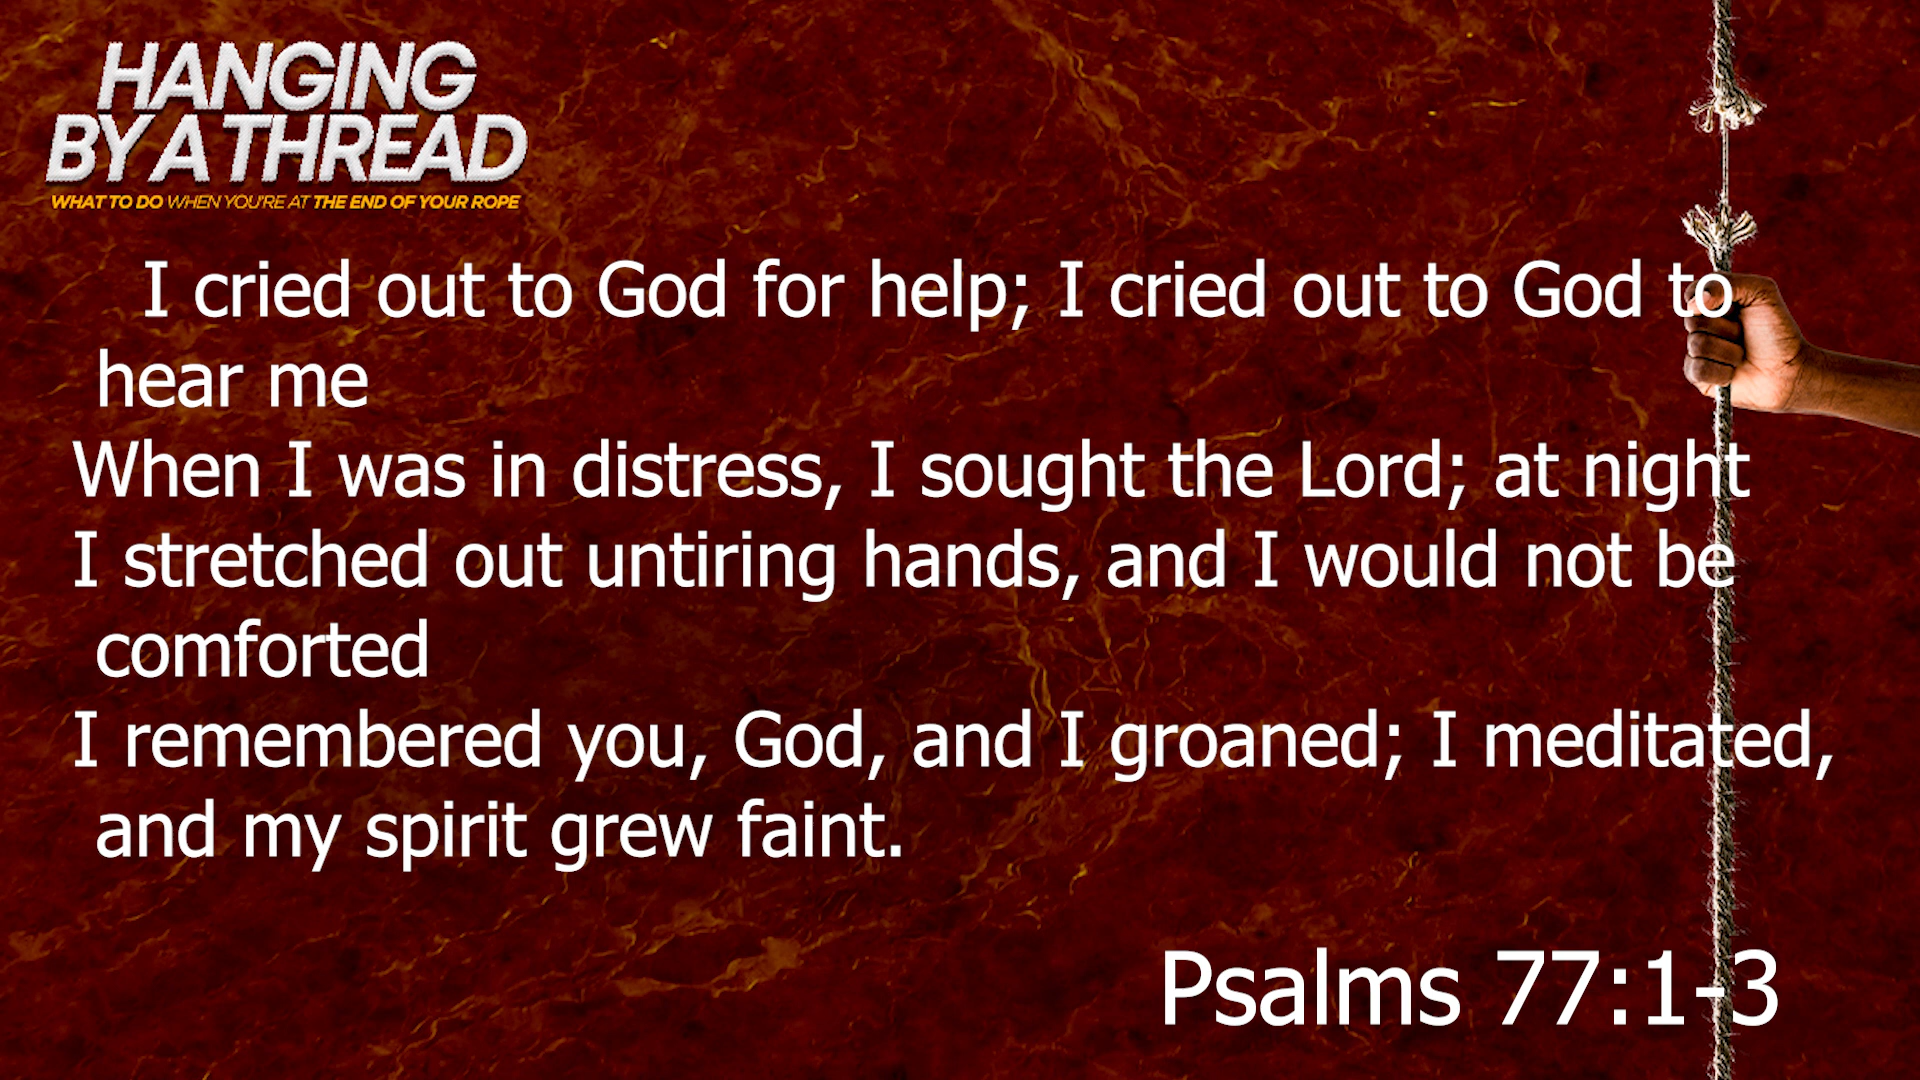 HANGING
BY A THREAD
WHAT TO DO WHEN YOU'RE AT THE END OF YOUR ROPE
I cried out to God for help; I cried out to God to
hear me
When I was in distress, I sought the Lord; at night
I stretched out untiring hands, and I would not be
comforted
I remembered you, God, and I groaned; I meditated,
and my spirit grew faint.
Psalms 77:1-3